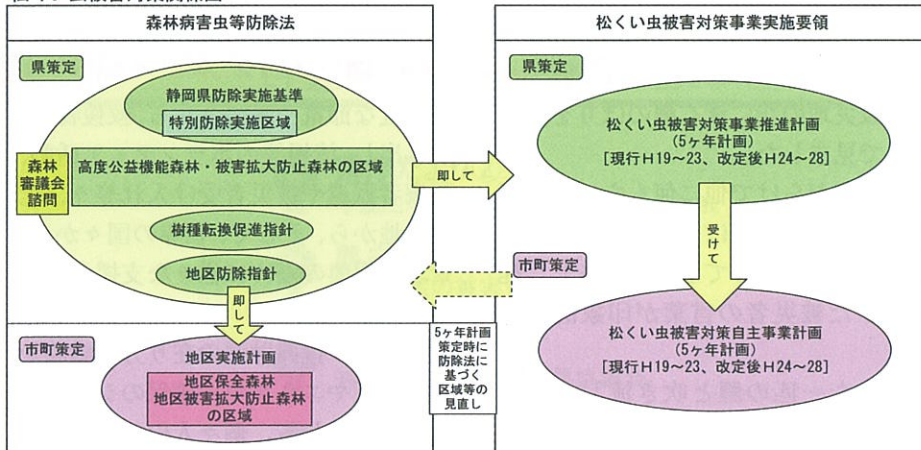 森林病害虫等防除法
県策定
静岡県防除実施基準
特別防除実施区域
森林
審議会
諮問
高度公益機能森林・被害拡大防止森林の区域
樹種転換促進指針
地区防除指針
即して
市町策定
地区実施計画
地区保全森林
地区被害拡大防止森林
の区域
即して
5ヶ年計画
策定時に
防除法に
基づく
区域等の
見直し
松くい虫被害対策事業実施要領
県策定
松くい虫被害対策事業推進計画
(5ヶ年計画)
[現行H19~23、改定後H24~28]
受けて
市町策定
松くい虫被害対策自主事業計画
(5ヶ年計画)
[現行H19~23、改定後H24~28]